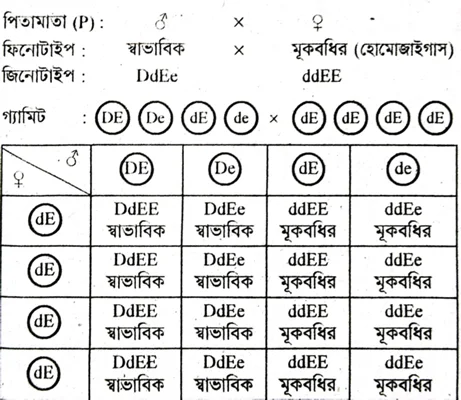 পিতামাতা (P) : ♂ × ♀
ফিনোটাইপ : স্বাভাবিক × মূকবধির (হোমোজাইগাস)
জিনোটাইপ : DdEe ddEE
গ্যামিট : DE De dE de × dE dE dE dE
♀ ♂ DE De dE de
dE DdEE DdEe ddEE ddEe
স্বাভাবিক স্বাভাবিক মূকবধির মূকবধির
dE DdEE DdEe ddEE ddEe
স্বাভাবিক স্বাভাবিক মূকবধির মূকবধির
dE DdEE DdEe ddEE ddEe
স্বাভাবিক স্বাভাবিক মূকবধির মূকবধির
dE DdEE DdEe ddEE ddEe
স্বাভাবিক স্বাভাবিক মূকবধির মূকবধির